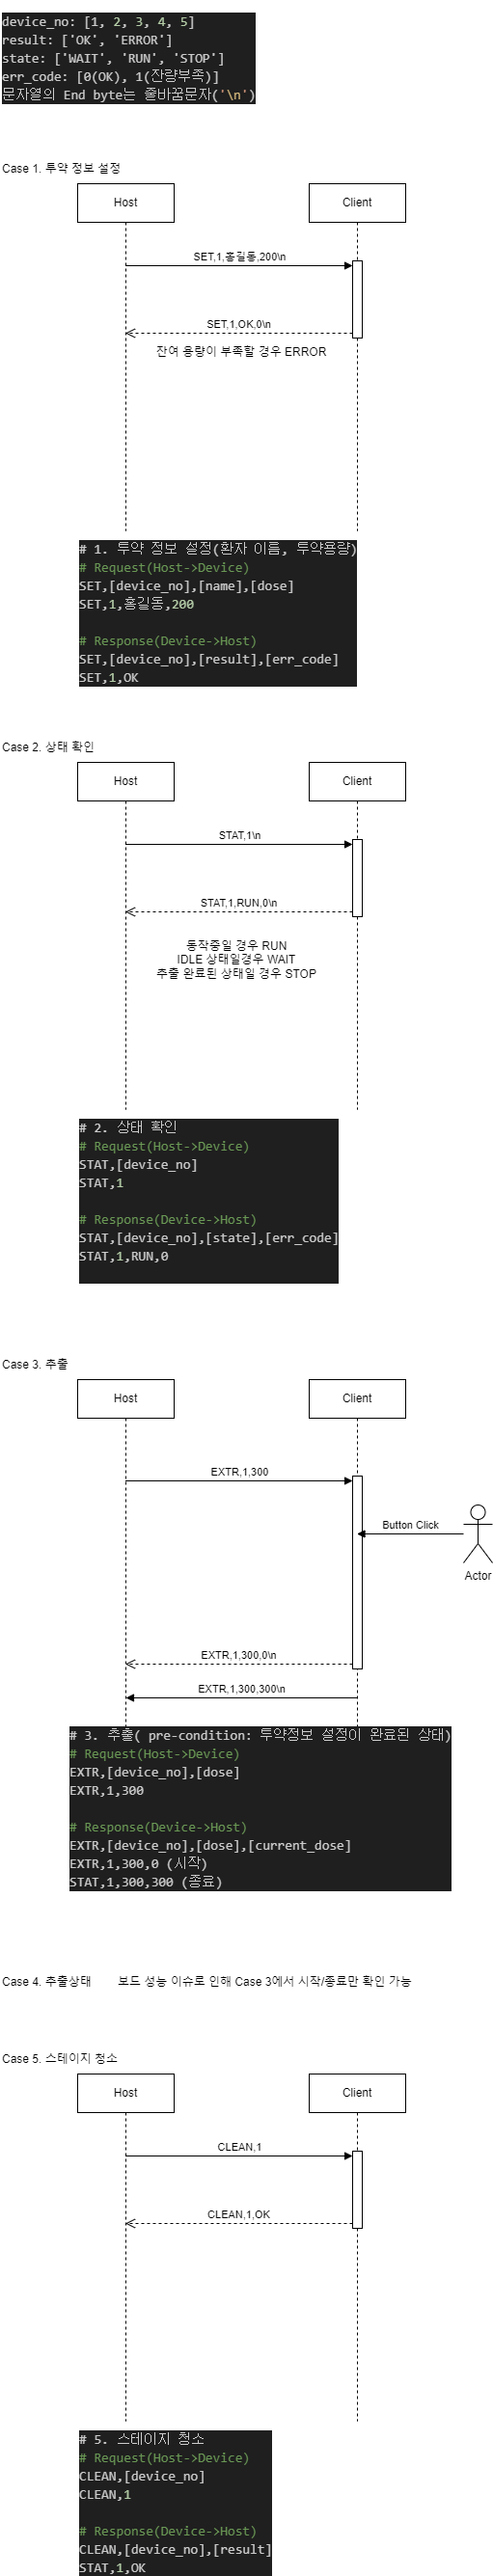 device_no: [1, 2, 3, 4, 5]
result: ['OK', 'ERROR']
state: ['WAIT', 'RUN', 'STOP']
err_code: [0(OK), 1(잔량부족)]
문자열의 End byte는 줄바꿈문자('\n')
Case 1. 투약 정보 설정
Host
Client
SET,1,홍길동,200\n
SET,1,OK,0\n
잔여 용량이 부족할 경우 ERROR
# 1. 투약 정보 설정(환자 이름, 투약용량)
# Request(Host->Device)
SET,[device_no],[name],[dose]
SET,1,홍길동,200
# Response(Device->Host)
SET,[device_no],[result],[err_code]
SET,1,OK
Case 2. 상태 확인
Host
Client
STAT,1\n
STAT,1,RUN,0\n
동작중일 경우 RUN
IDLE 상태일경우 WAIT
추출 완료된 상태일 경우 STOP
# 2. 상태 확인
# Request(Host->Device)
STAT,[device_no]
STAT,1
# Response(Device->Host)
STAT,[device_no],[state],[err_code]
STAT,1,RUN,0
Case 3. 추출
Host
Client
EXTR,1,300
Button Click
Actor
EXTR,1,300,0\n
EXTR,1,300,300\n
# 3. 추출( pre-condition: 투약정보 설정이 완료된 상태)
# Request(Host->Device)
EXTR,[device_no],[dose]
EXTR,1,300
# Response(Device->Host)
EXTR,[device_no],[dose],[current_dose]
EXTR,1,300,0 (시작)
STAT,1,300,300 (종료)
Case 4. 추출상태 보드 성능 이슈로 인해 Case 3에서 시작/종료만 확인 가능
Case 5. 스테이지 청소
Host
Client
CLEAN,1
CLEAN,1,OK
# 5. 스테이지 청소
# Request(Host->Device)
CLEAN,[device_no]
CLEAN,1
# Response(Device->Host)
CLEAN,[device_no],[result]
STAT,1,OK